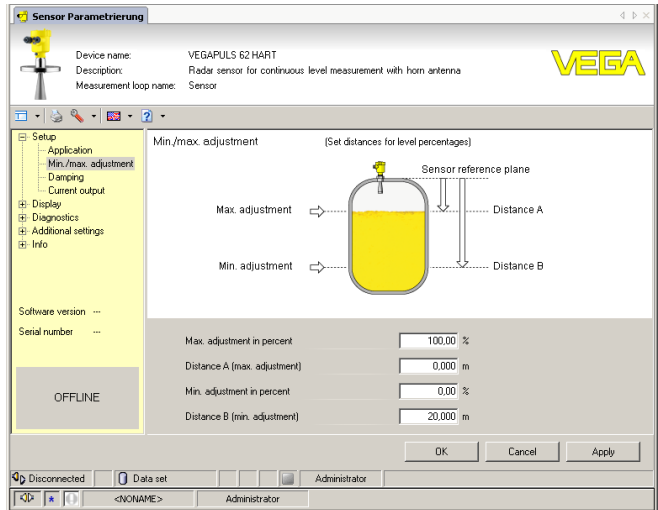 Sensor Parametrierung
Device name: VEGAPULS 62 HART
Description: Radar sensor for continuous level measurement with horn antenna
Measurement loop name: Sensor
VEGA
Setup
Application
Min./max. adjustment
Damping
Current output
Display
Diagnostics
Additional settings
Info
Software version ---
Serial number ---
OFFLINE
Min./max. adjustment (Set distances for level percentages)
Sensor reference plane
Max. adjustment
Distance A
Min. adjustment
Distance B
Max. adjustment in percent 100,00 %
Distance A (max. adjustment) 0,000 m
Min. adjustment in percent 0,00 %
Distance B (min. adjustment) 20,000 m
OK Cancel Apply
Disconnected Data set Administrator
<NONAME> Administrator